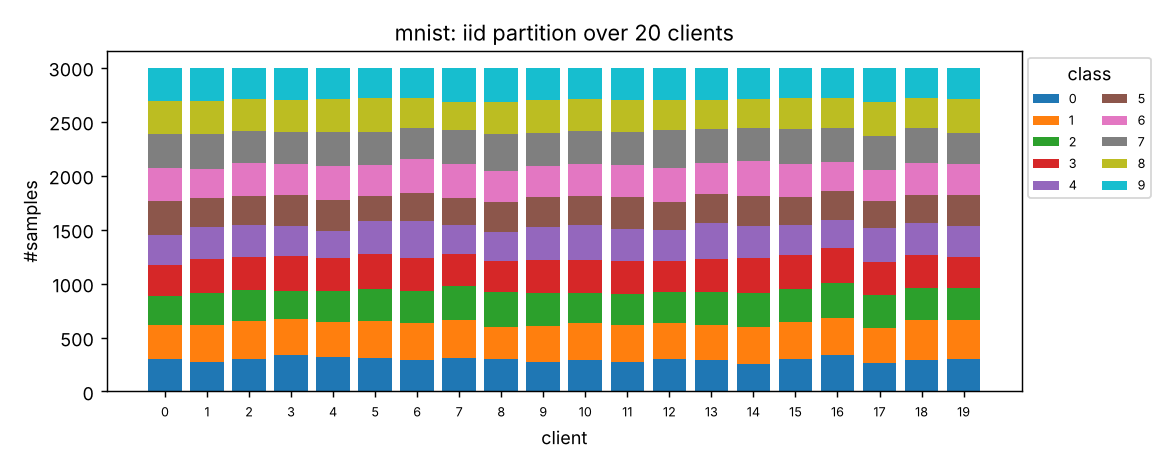 mnist: iid partition over 20 clients
3000
2500
2000
1500
1000
500
0
#samples
0 1 2 3 4 5 6 7 8 9 10 11 12 13 14 15 16 17 18 19
client
class
0 5
1 6
2 7
3 8
4 9